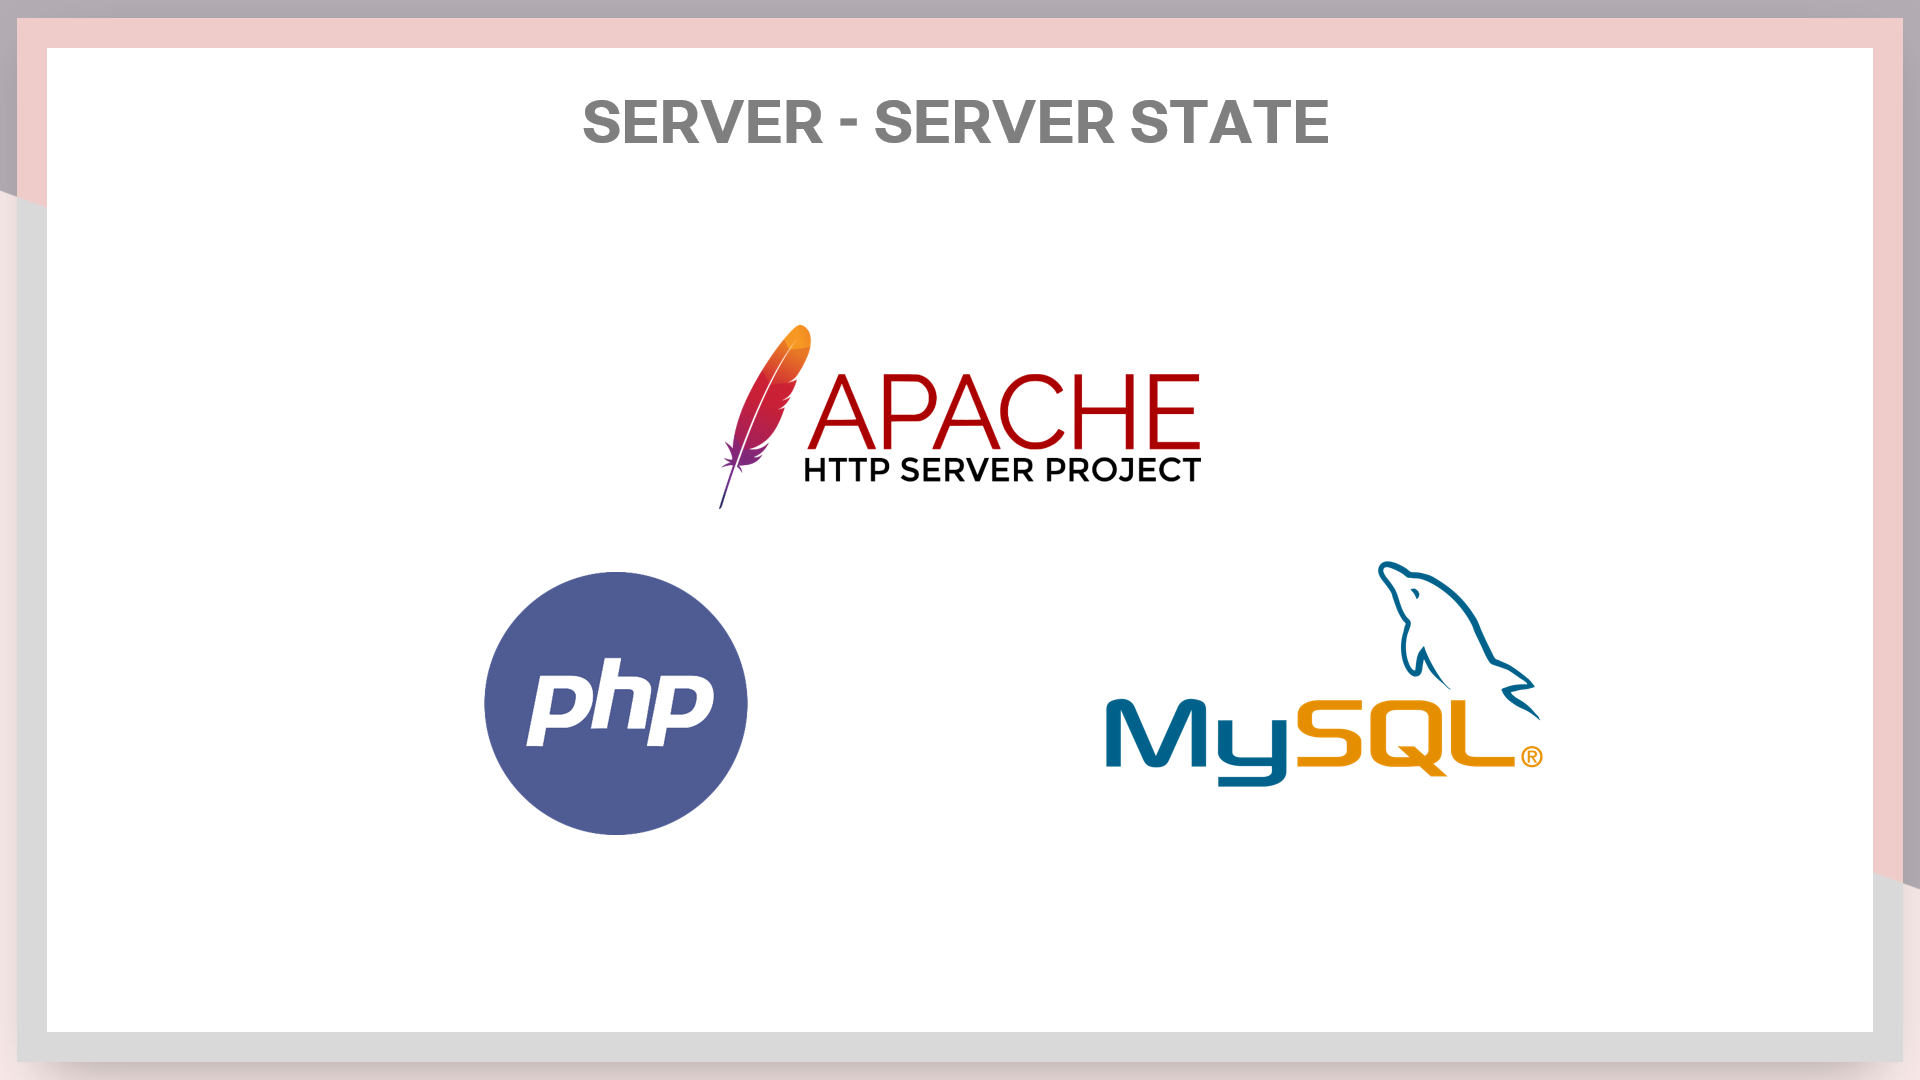 SERVER - SERVER STATE
APACHE
HTTP SERVER PROJECT
php
MySQL®